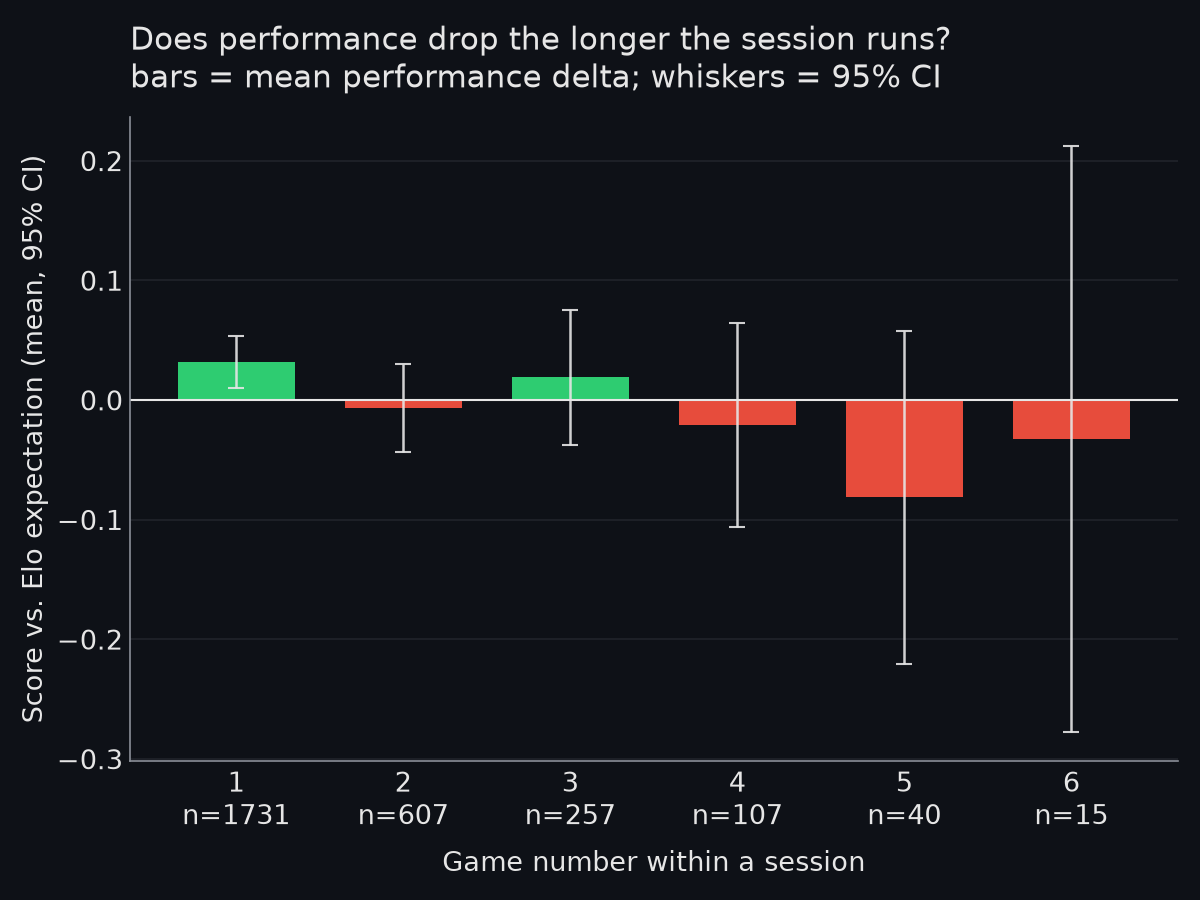 Does performance drop the longer the session runs?
bars = mean performance delta; whiskers = 95% CI
Score vs. Elo expectation (mean, 95% CI)
0.2
0.1
0.0
−0.1
−0.2
−0.3
1 2 3 4 5 6
n=1731 n=607 n=257 n=107 n=40 n=15
Game number within a session